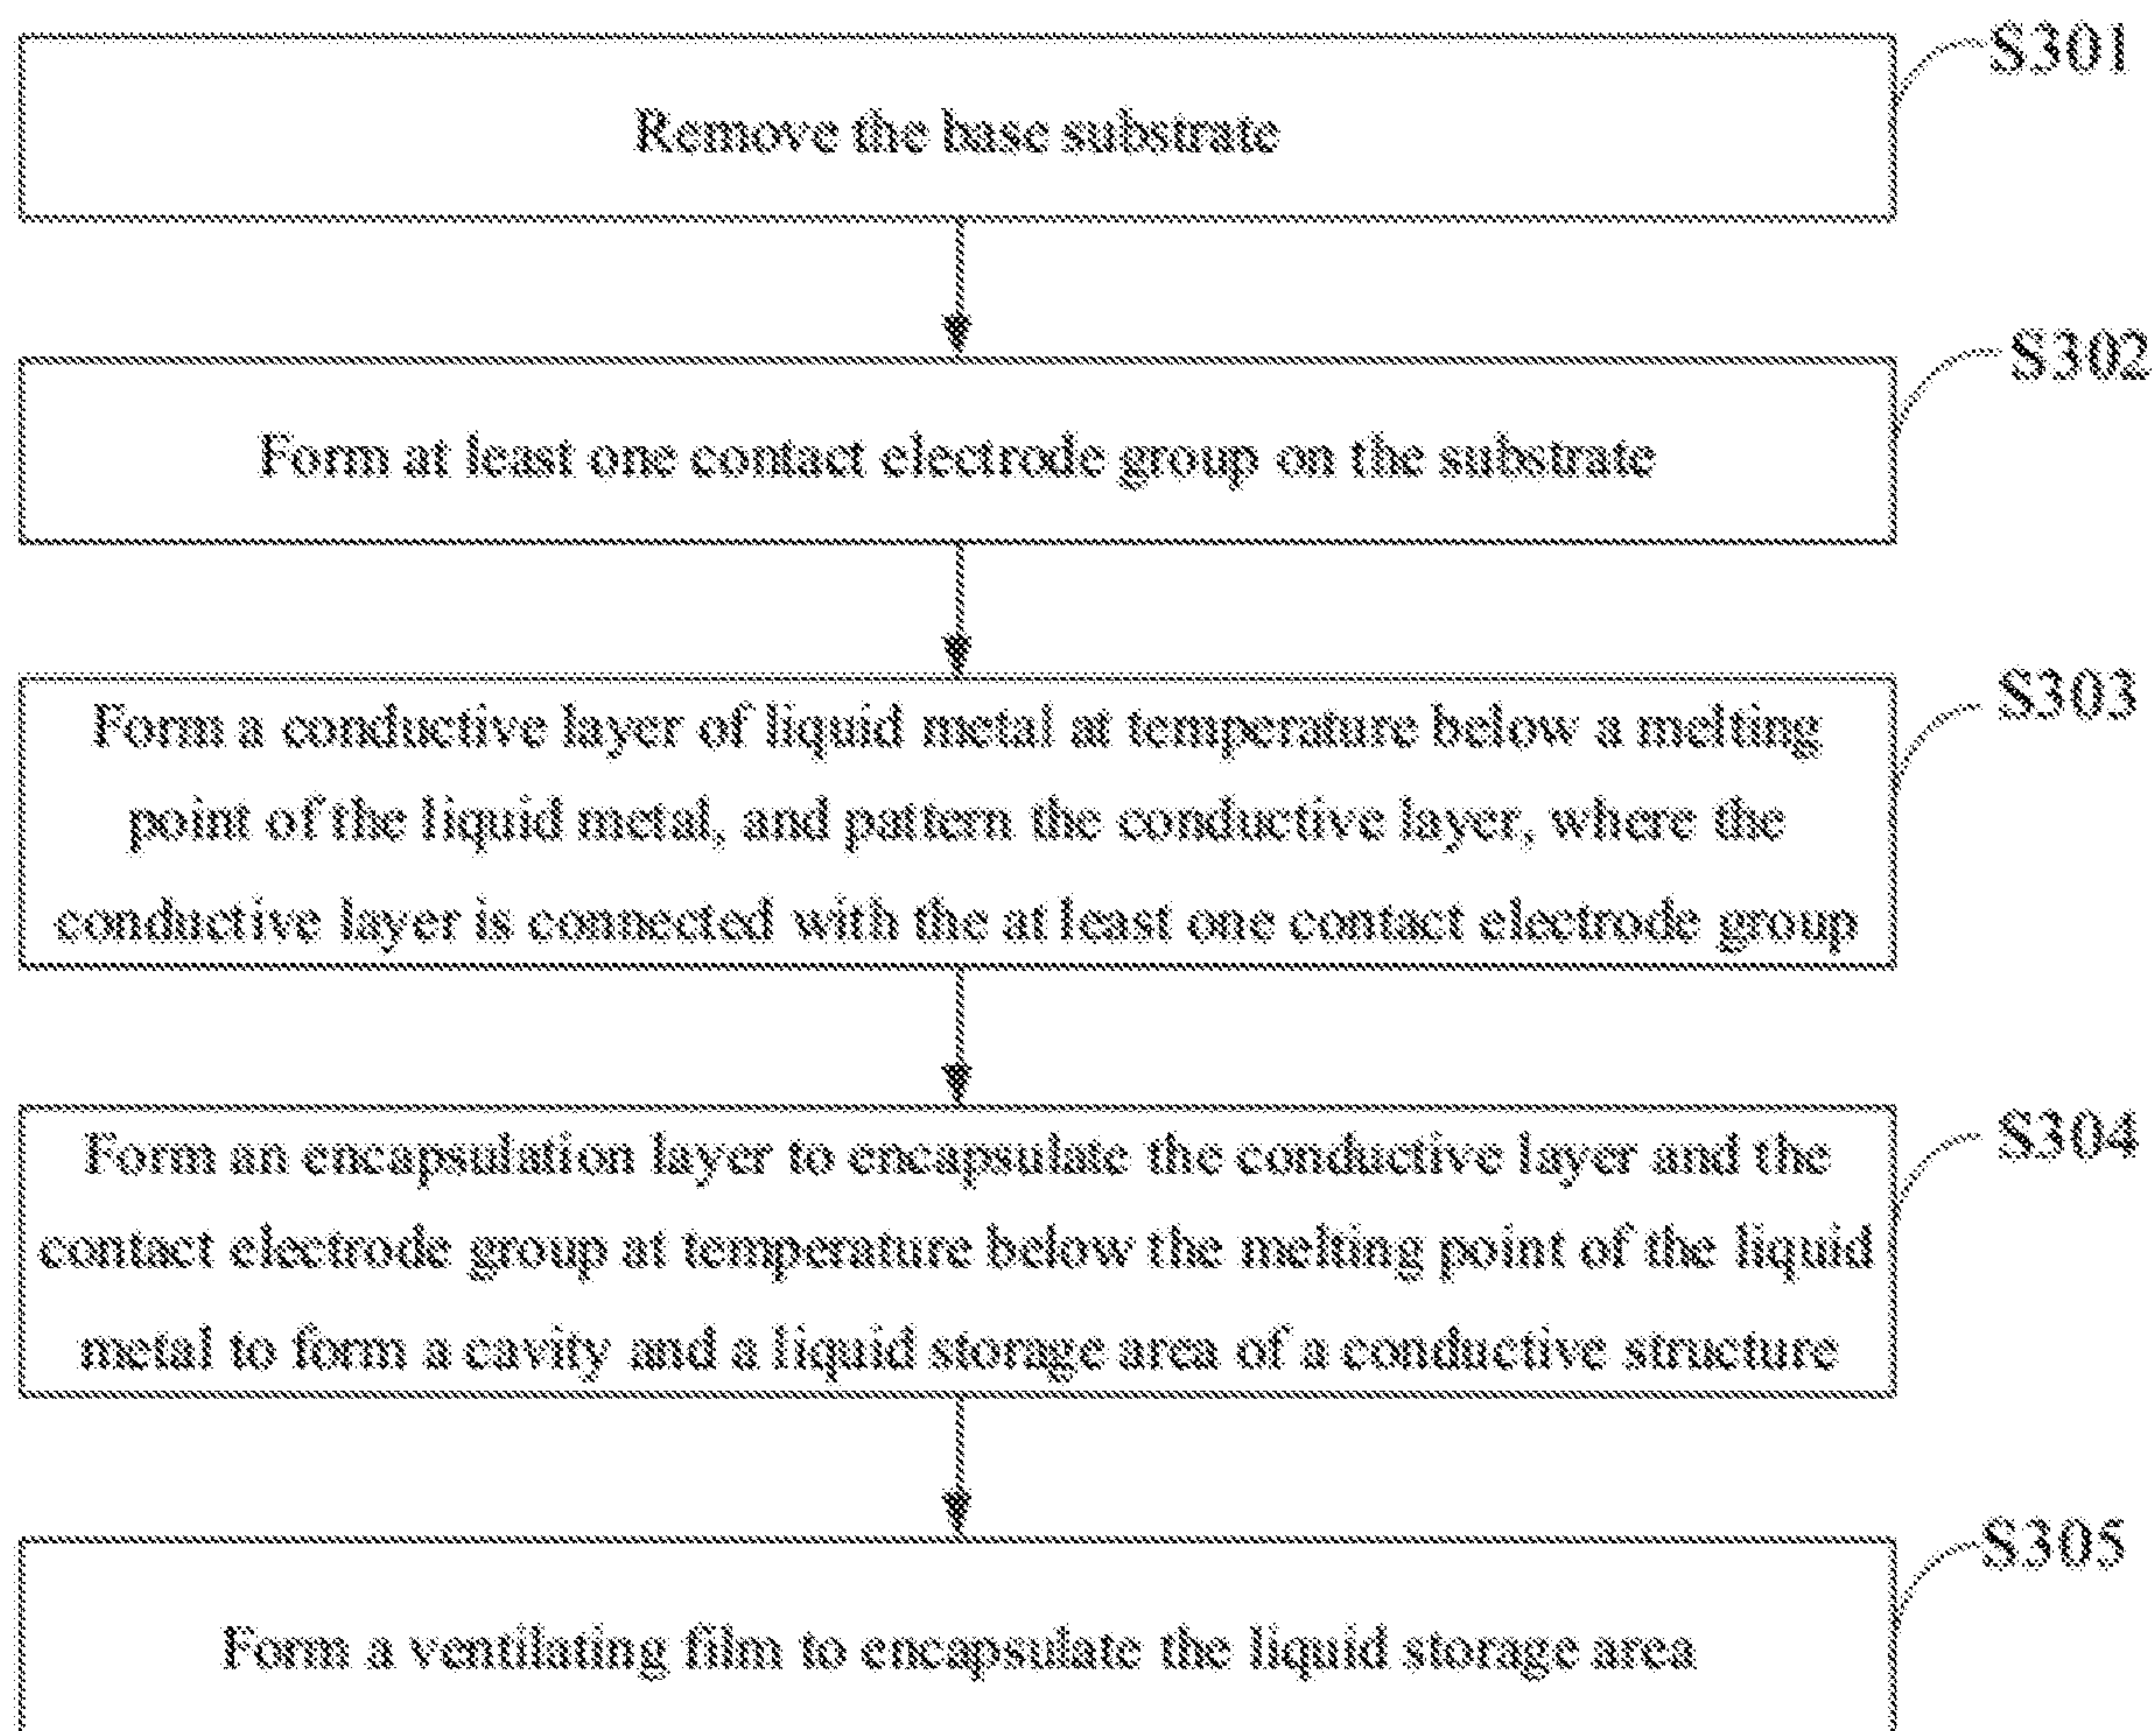 S301
Remove the base substrate
S302
Form at least one contact electrode group on the substrate
S303
Form a conductive layer of liquid metal at temperature below a melting
point of the liquid metal, and pattern the conductive layer, where the
conductive layer is connected with the at least one contact electrode group
S304
Form an encapsulation layer to encapsulate the conductive layer and the
contact electrode group at temperature below the melting point of the liquid
metal to form a cavity and a liquid storage area of a conductive structure
S305
Form a ventilating film to encapsulate the liquid storage area